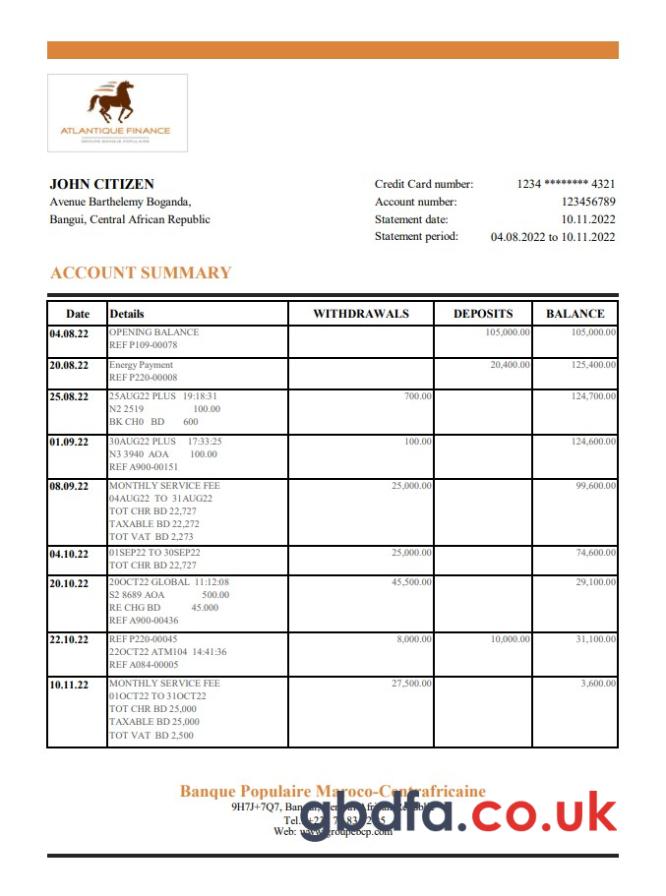 ATLANTIQUE FINANCE
GROUPE BANQUE POPULAIRE
JOHN CITIZEN
Avenue Barthelemy Boganda,
Bangui, Central African Republic
Credit Card number: 1234 ******** 4321
Account number: 123456789
Statement date: 10.11.2022
Statement period: 04.08.2022 to 10.11.2022
ACCOUNT SUMMARY
Date Details WITHDRAWALS DEPOSITS BALANCE
04.08.22 OPENING BALANCE 105,000.00 105,000.00
REF P109-00078
20.08.22 Energy Payment 20,400.00 125,400.00
REF P220-00008
25.08.22 25AUG22 PLUS 19:18:31 700.00 124,700.00
N2 2519 100.00
BK CH0 BD 600
01.09.22 30AUG22 PLUS 17:33:25 100.00 124,600.00
N3 3940 AOA 100.00
REF A900-00151
08.09.22 MONTHLY SERVICE FEE 25,000.00 99,600.00
04AUG22 TO 31AUG22
TOT CHR BD 22,727
TAXABLE BD 22,272
TOT VAT BD 2,273
04.10.22 01SEP22 TO 30SEP22 25,000.00 74,600.00
TOT CHR BD 22,727
20.10.22 20OCT22 GLOBAL 11:12:08 45,500.00 29,100.00
S2 8689 AOA 500.00
RE CHG BD 45.000
REF A900-00436
22.10.22 REF P220-00045 8,000.00 10,000.00 31,100.00
22OCT22 ATM104 14:41:36
REF A084-00005
10.11.22 MONTHLY SERVICE FEE 27,500.00 3,600.00
01OCT22 TO 31OCT22
TOT CHR BD 25,000
TAXABLE BD 25,000
TOT VAT BD 2,500
Banque Populaire Maroco-Centrafricaine
9H7J+7Q7,
Web: www.groupebcp.com
gbdfa.co.uk